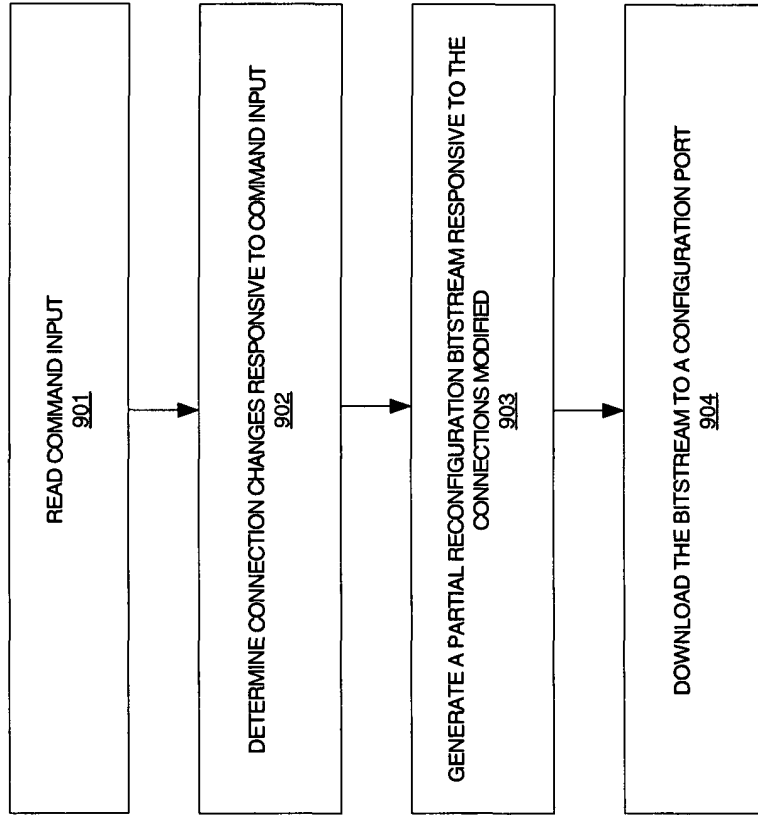 READ COMMAND INPUT
901
DETERMINE CONNECTION CHANGES RESPONSIVE TO COMMAND INPUT
902
GENERATE A PARTIAL RECONFIGURATION BITSTREAM RESPONSIVE TO THE
CONNECTIONS MODIFIED
903
DOWNLOAD THE BITSTREAM TO A CONFIGURATION PORT
904